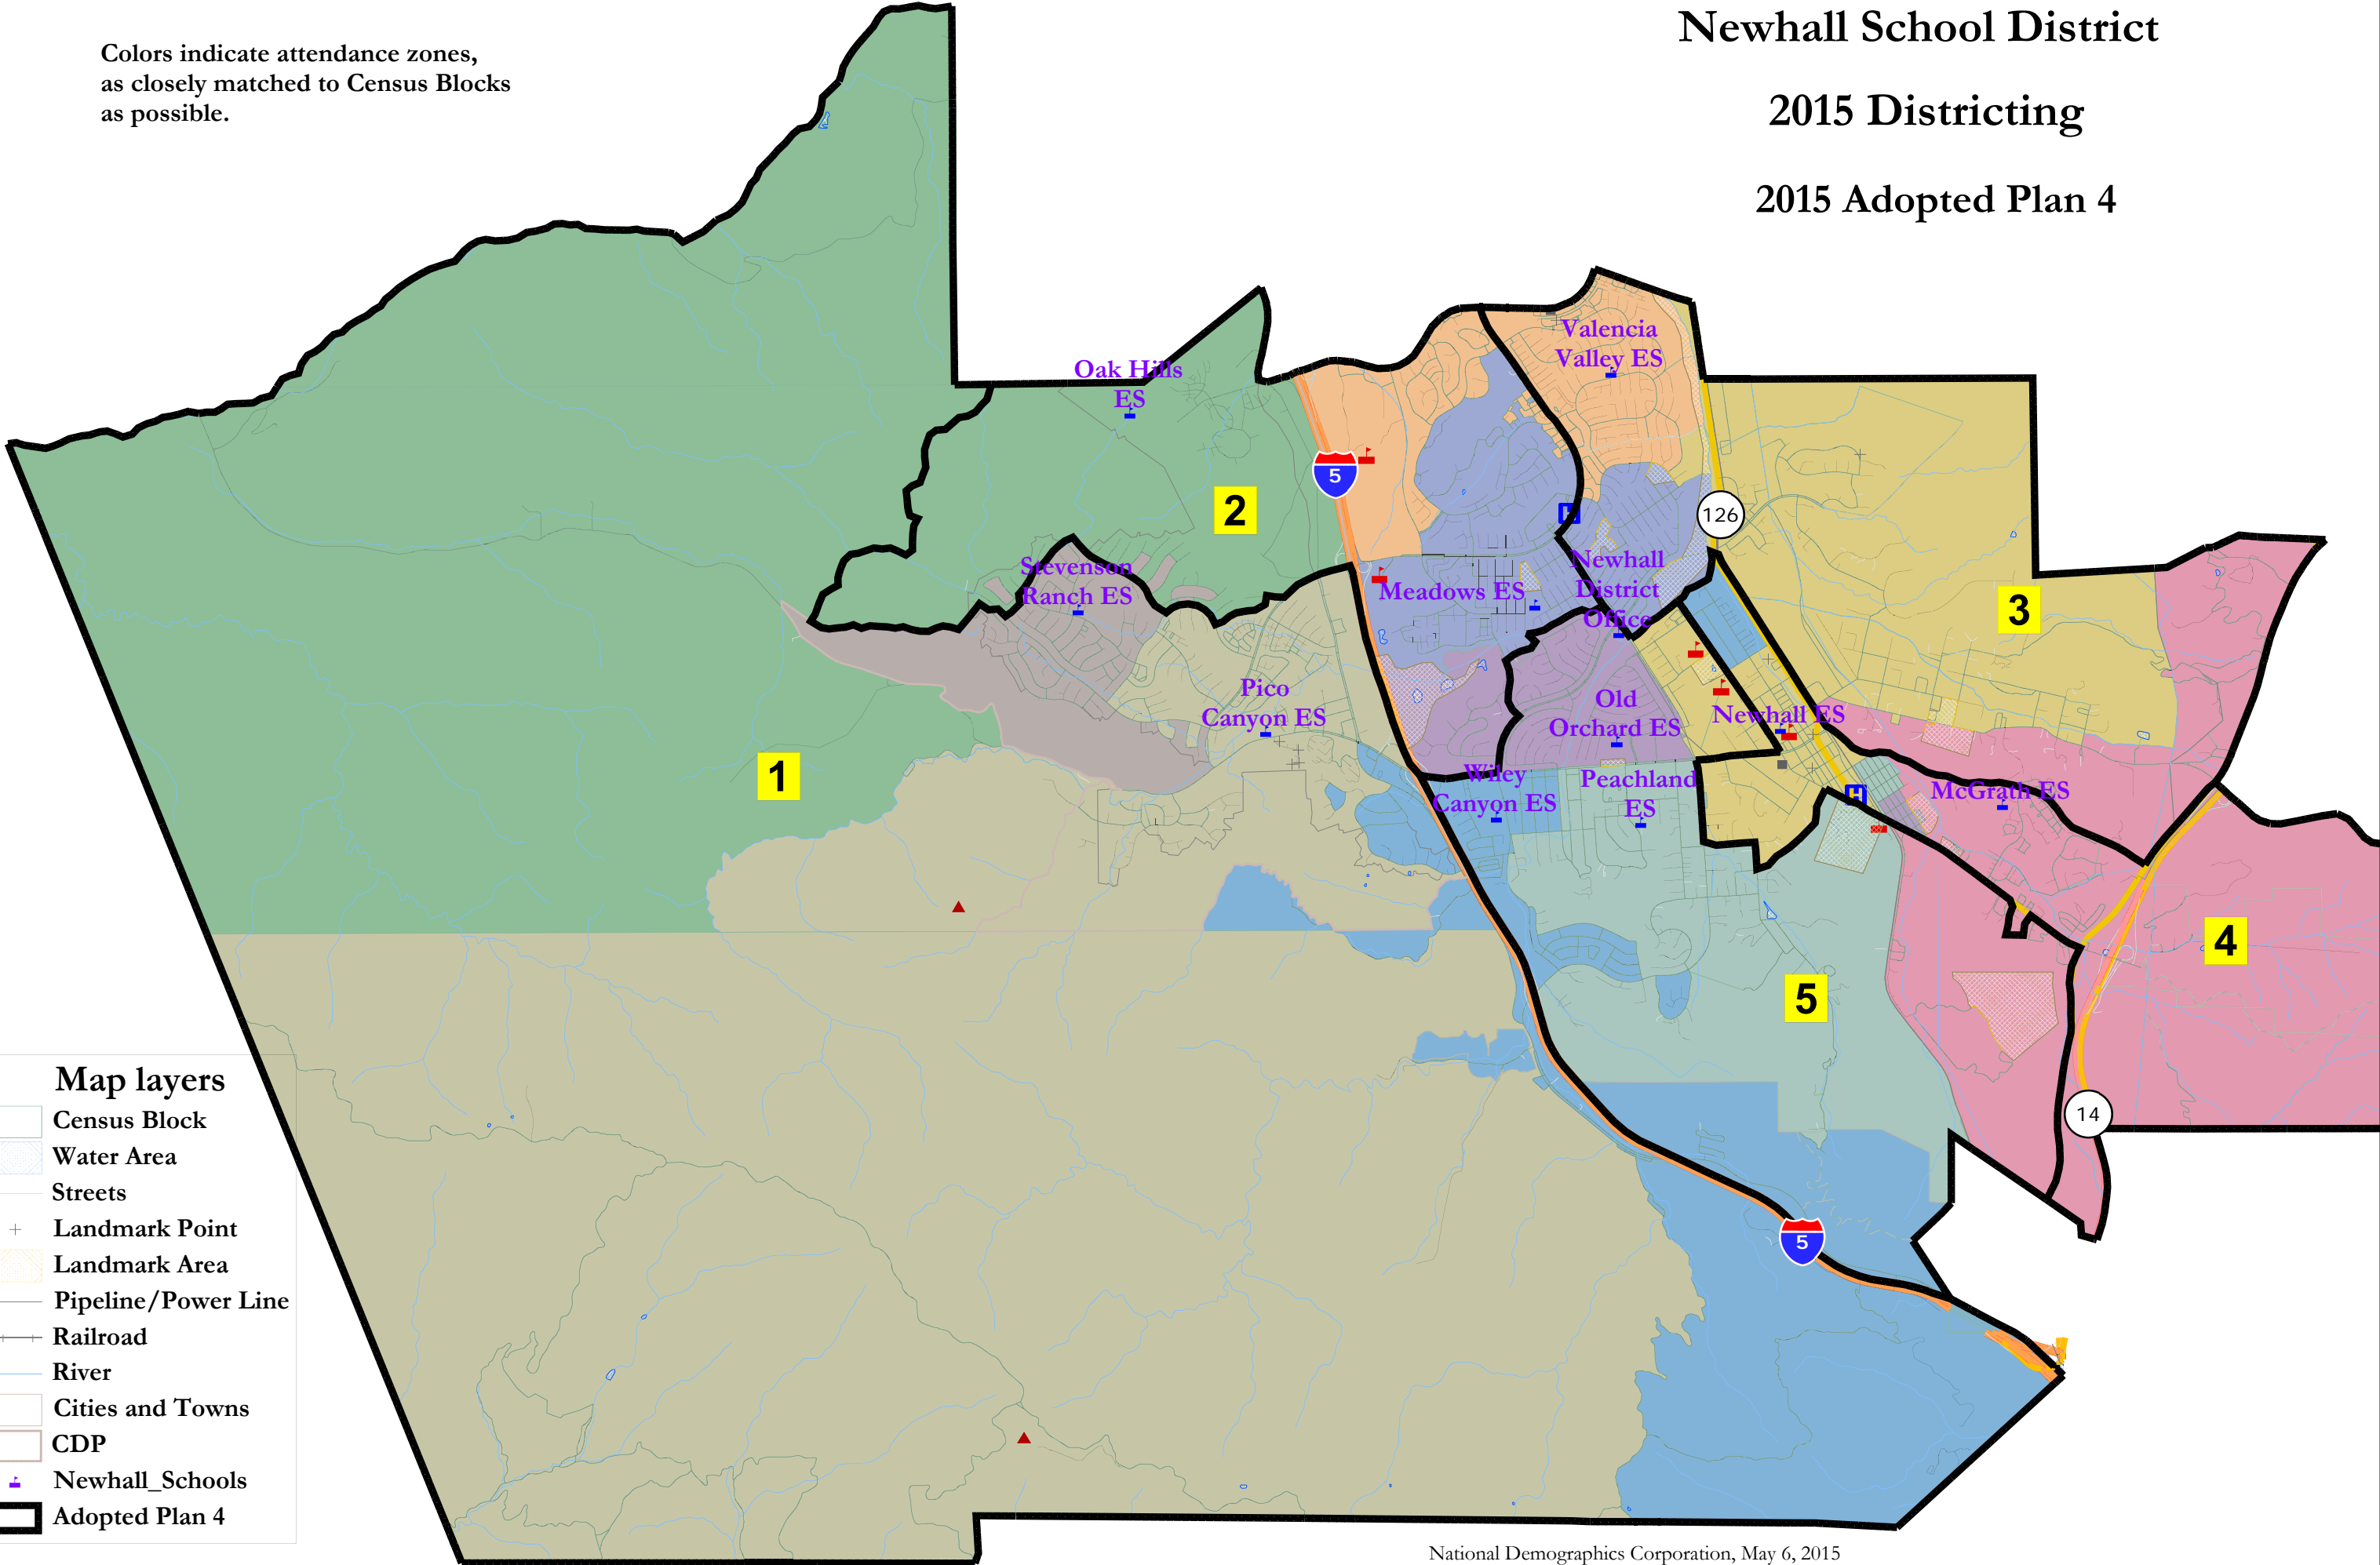 Colors indicate attendance zones,
as closely matched to Census Blocks
as possible.
Newhall School District
2015 Districting
2015 Adopted Plan 4
Oak Hills
ES
Valencia
Valley ES
5
2
126
Stevenson
Ranch ES
Meadows ES
Newhall
District
Office
H
3
Pico
Canyon ES
Old
Orchard ES
Newhall ES
1
Wiley
Canyon ES
Peachland
ES
H
McGrath ES
4
5
14
5
Map layers
Census Block
Water Area
Streets
Landmark Point
Landmark Area
Pipeline/Power Line
Railroad
River
Cities and Towns
CDP
Newhall_Schools
Adopted Plan 4
National Demographics Corporation, May 6, 2015